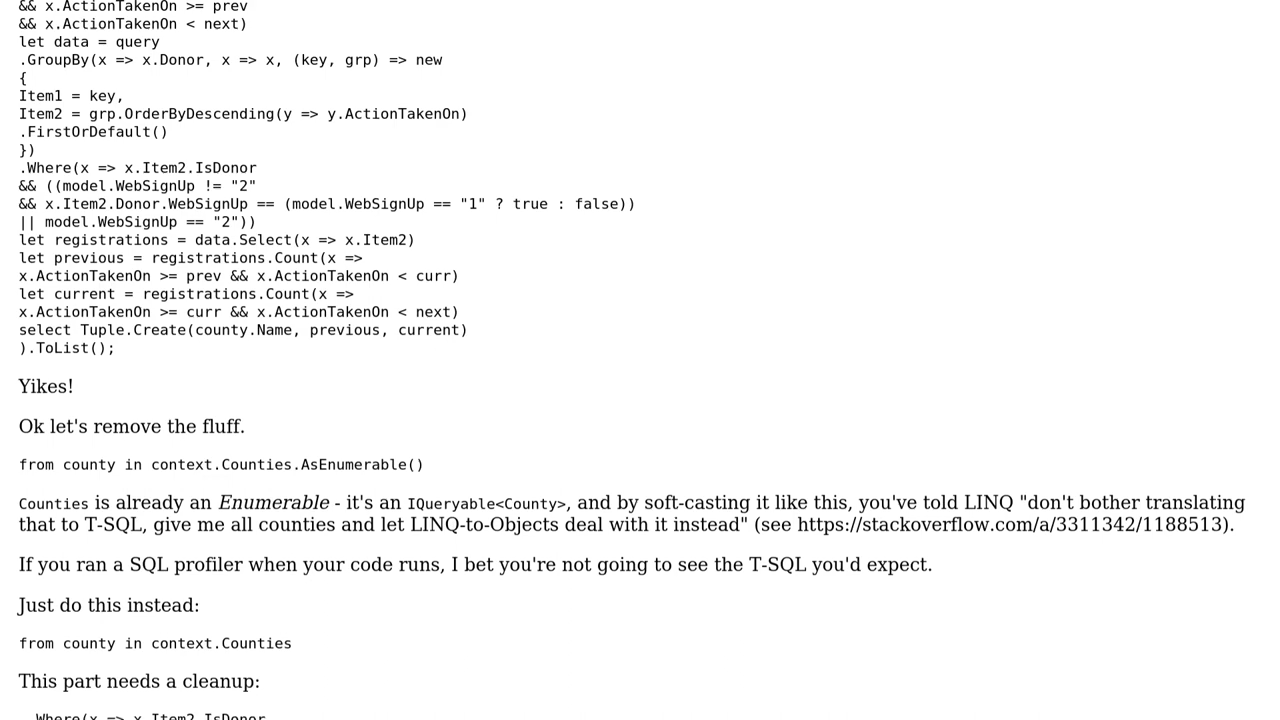 && x.ActionTakenOn >= prev
&& x.ActionTakenOn < next)
let data = query
.GroupBy(x => x.Donor, x => x, (key, grp) => new
{
Item1 = key,
Item2 = grp.OrderByDescending(y => y.ActionTakenOn)
.FirstOrDefault()
})
.Where(x => x.Item2.IsDonor
&& ((model.WebSignUp != "2"
&& x.Item2.Donor.WebSignUp == (model.WebSignUp == "1" ? true : false))
|| model.WebSignUp == "2"))
let registrations = data.Select(x => x.Item2)
let previous = registrations.Count(x =>
x.ActionTakenOn >= prev && x.ActionTakenOn < curr)
let current = registrations.Count(x =>
x.ActionTakenOn >= curr && x.ActionTakenOn < next)
select Tuple.Create(county.Name, previous, current)
).ToList();
Yikes!
Ok let's remove the fluff.
from county in context.Counties.AsEnumerable()
Counties is already an Enumerable - it's an IQueryable<County>, and by soft-casting it like this, you've told LINQ "don't bother translating
that to T-SQL, give me all counties and let LINQ-to-Objects deal with it instead" (see https://stackoverflow.com/a/3311342/1188513).
If you ran a SQL profiler when your code runs, I bet you're not going to see the T-SQL you'd expect.
Just do this instead:
from county in context.Counties
This part needs a cleanup:
.Where(x => x.Item2.IsDonor